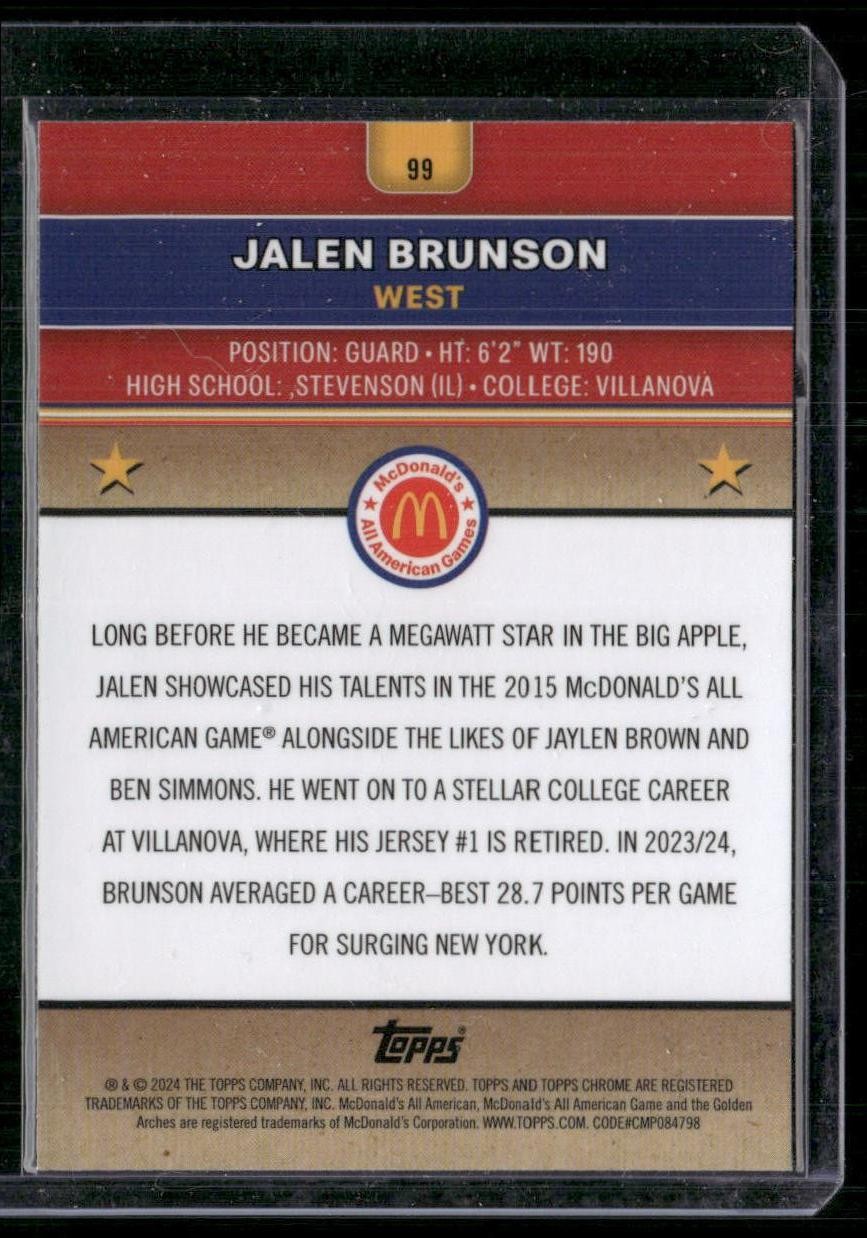 99
JALEN BRUNSON
WEST
POSITION: GUARD • HT: 6'2" WT: 190
HIGH SCHOOL: ,STEVENSON (IL) • COLLEGE: VILLANOVA
McDonald's
All American Games
LONG BEFORE HE BECAME A MEGAWATT STAR IN THE BIG APPLE,
JALEN SHOWCASED HIS TALENTS IN THE 2015 McDONALD'S ALL
AMERICAN GAME® ALONGSIDE THE LIKES OF JAYLEN BROWN AND
BEN SIMMONS. HE WENT ON TO A STELLAR COLLEGE CAREER
AT VILLANOVA, WHERE HIS JERSEY #1 IS RETIRED. IN 2023/24,
BRUNSON AVERAGED A CAREER–BEST 28.7 POINTS PER GAME
FOR SURGING NEW YORK.
Topps®
® & © 2024 THE TOPPS COMPANY, INC. ALL RIGHTS RESERVED. TOPPS AND TOPPS CHROME ARE REGISTERED
TRADEMARKS OF THE TOPPS COMPANY, INC. McDonald's All American, McDonald's All American Game and the Golden
Arches are registered trademarks of McDonald's Corporation. WWW.TOPPS.COM. CODE#CMP084798